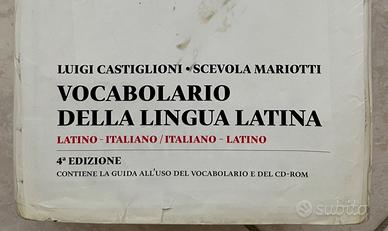 LUIGI CASTIGLIONI • SCEVOLA MARIOTTI
VOCABOLARIO
DELLA LINGUA LATINA
LATINO - ITALIANO / ITALIANO - LATINO
4ª EDIZIONE
CONTIENE LA GUIDA ALL'USO DEL VOCABOLARIO E DEL CD-ROM
subito